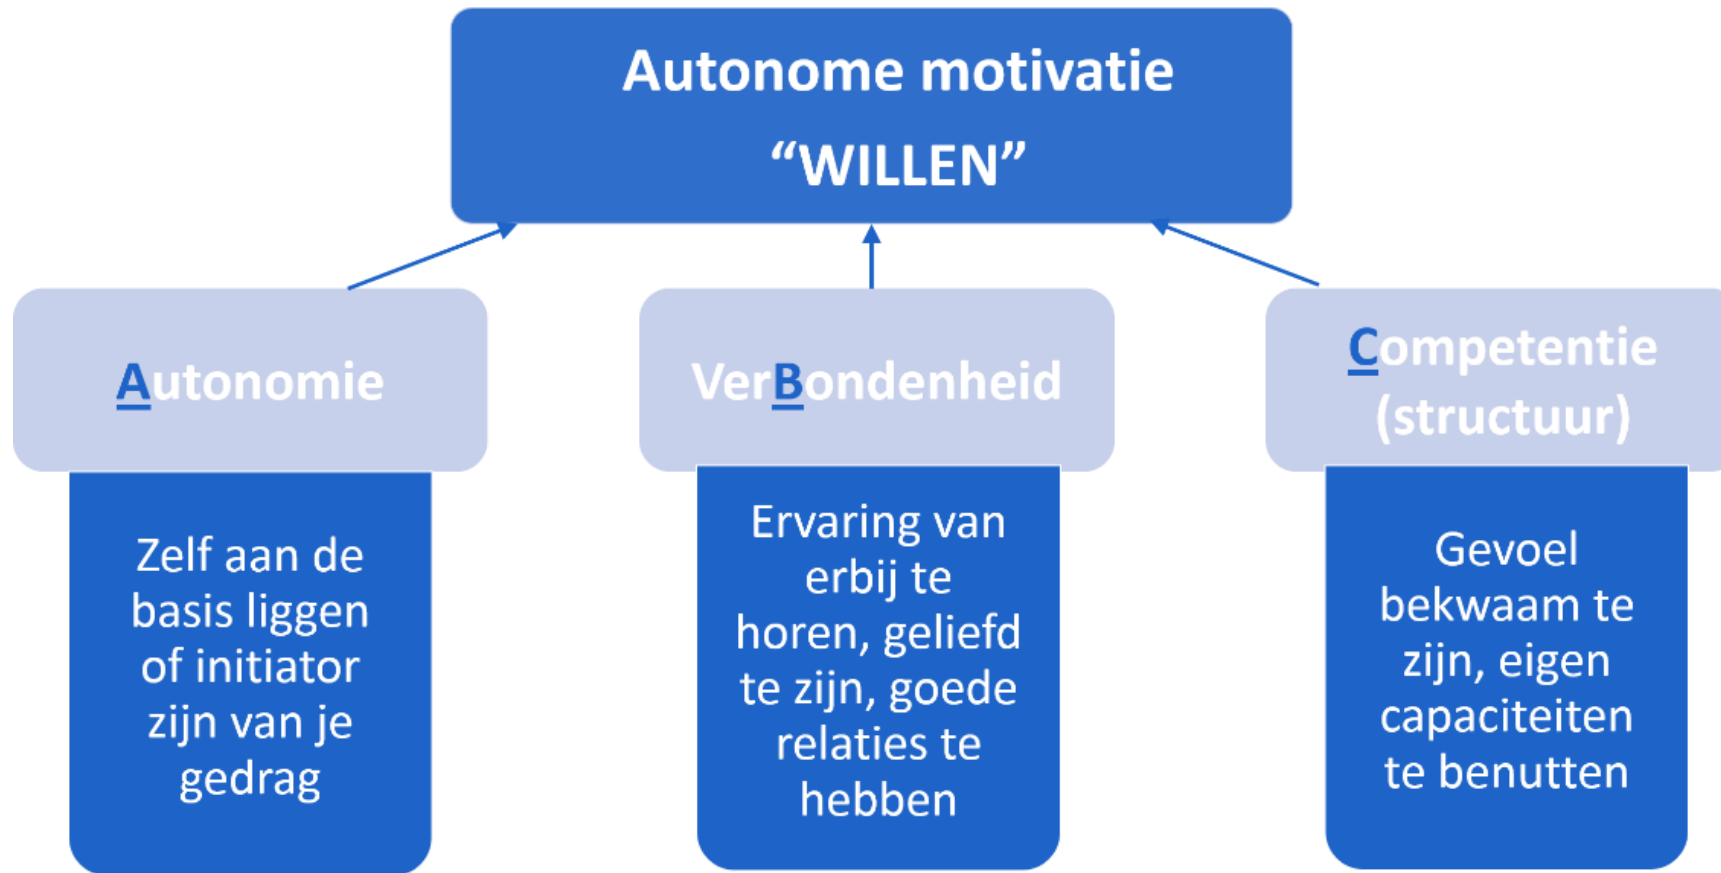 Autonome motivatie
“WILLEN”
Autonomie
VerBondenheid
Competentie
(structuur)
Zelf aan de
basis liggen
of initiator
zijn van je
gedrag
Ervaring van
erbij te
horen, geliefd
te zijn, goede
relaties te
hebben
Gevoel
bekwaam te
zijn, eigen
capaciteiten
te benutten